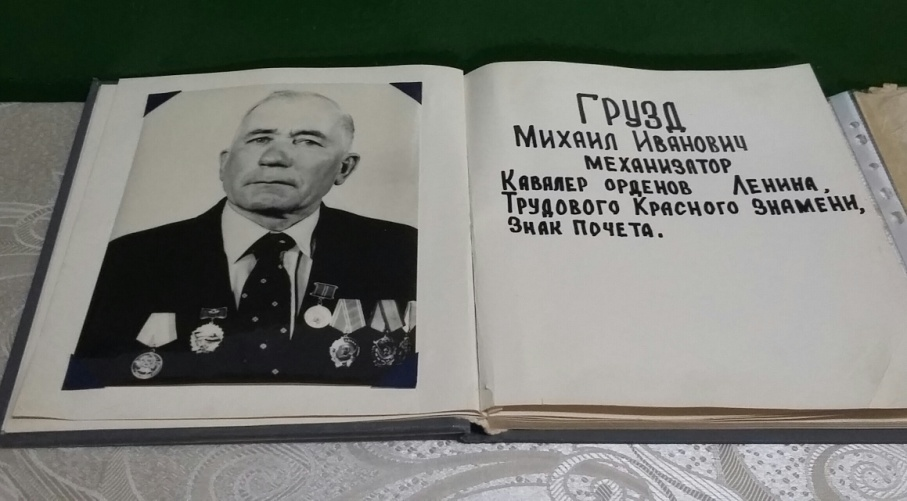 ГРУЗД
МИХАИЛ ИВАНОВИЧ
МЕХАНИЗАТОР
КАВАЛЕР ОРДЕНОВ ЛЕНИНА,
ТРУДОВОГО КРАСНОГО ЗНАМЕНИ,
ЗНАК ПОЧЕТА.